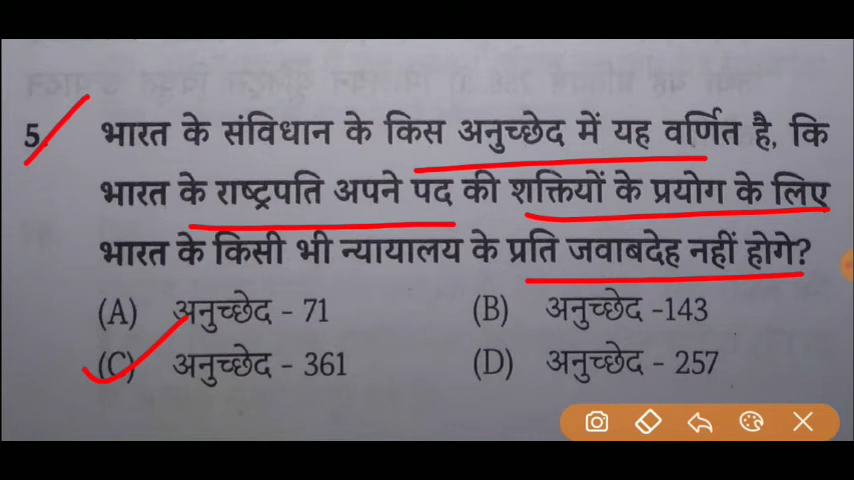 5. भारत के संविधान के किस अनुच्छेद में यह वर्णित है, कि
भारत के राष्ट्रपति अपने पद की शक्तियों के प्रयोग के लिए
भारत के किसी भी न्यायालय के प्रति जवाबदेह नहीं होगे?
(A) अनुच्छेद - 71 (B) अनुच्छेद -143
(C) अनुच्छेद - 361 (D) अनुच्छेद - 257